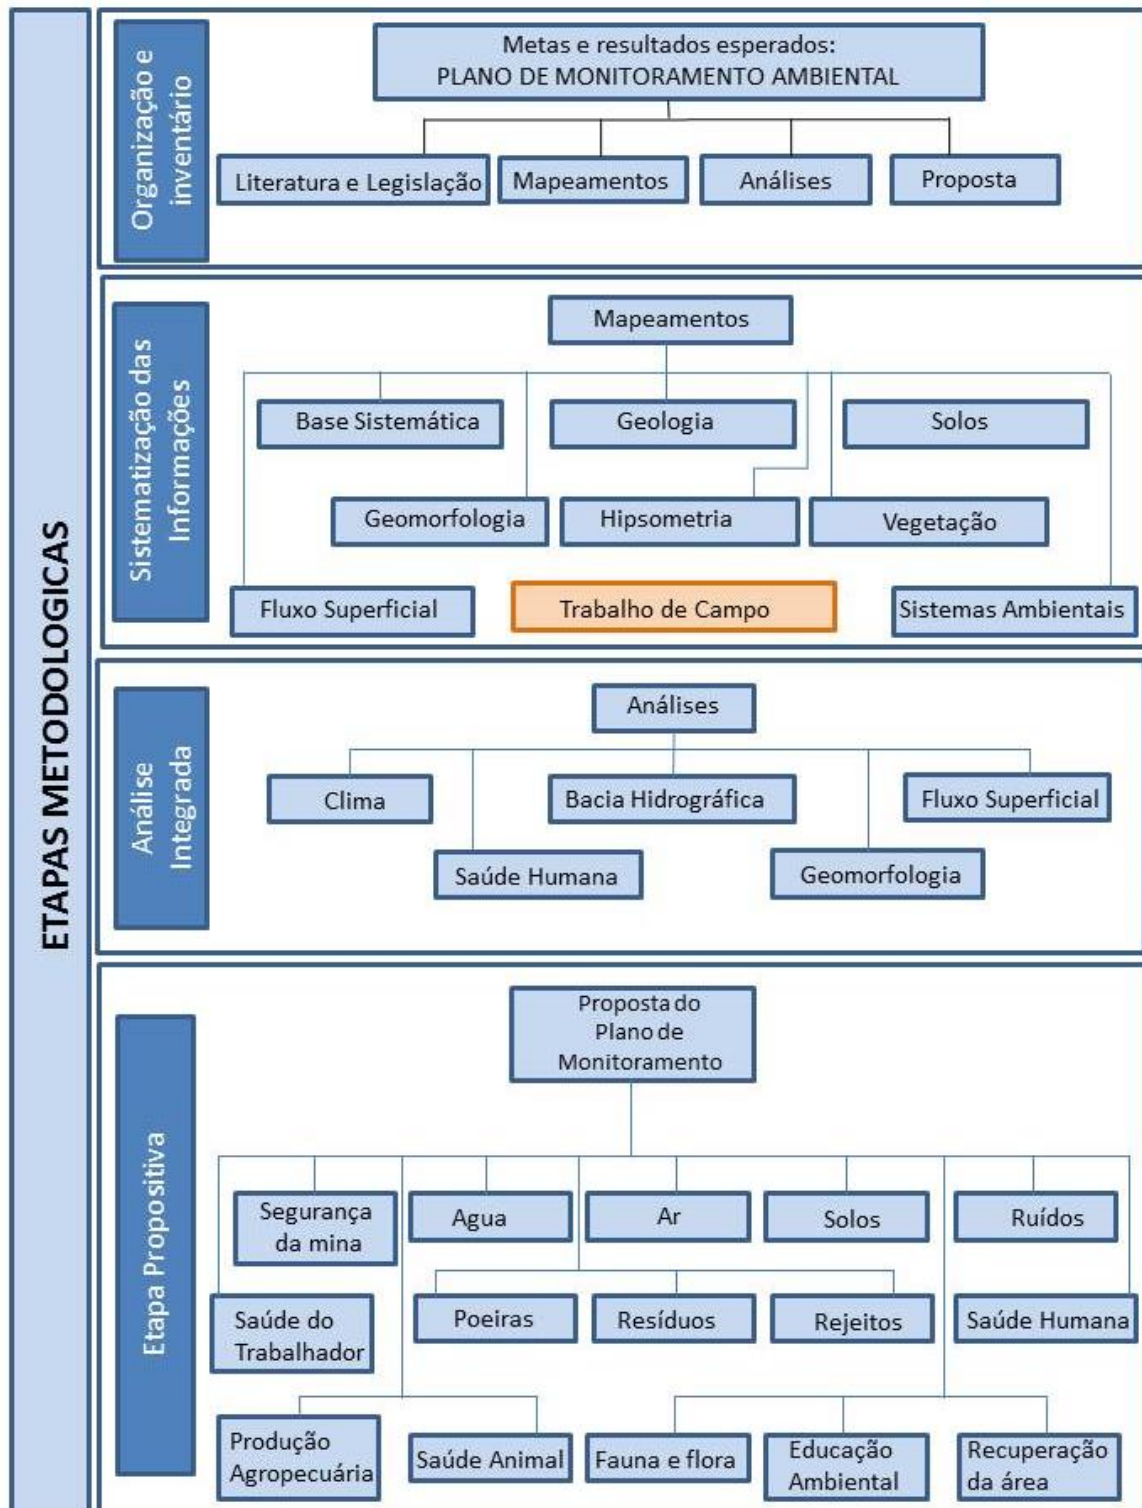 ETAPAS METODOLOGICAS
Organização e
inventário
Metas e resultados esperados:
PLANO DE MONITORAMENTO AMBIENTAL
Literatura e Legislação
Mapeamentos
Análises
Proposta
Sistematização das
Informações
Mapeamentos
Base Sistemática
Geologia
Solos
Geomorfologia
Hipsometria
Vegetação
Fluxo Superficial
Trabalho de Campo
Sistemas Ambientais
Análise
Integrada
Análises
Clima
Bacia Hidrográfica
Fluxo Superficial
Saúde Humana
Geomorfologia
Etapa Propositiva
Proposta do
Plano de
Monitoramento
Segurança
da mina
Agua
Ar
Solos
Ruídos
Saúde do
Trabalhador
Poeiras
Resíduos
Rejeitos
Saúde Humana
Produção
Agropecuária
Saúde Animal
Fauna e flora
Educação
Ambiental
Recuperação
da área